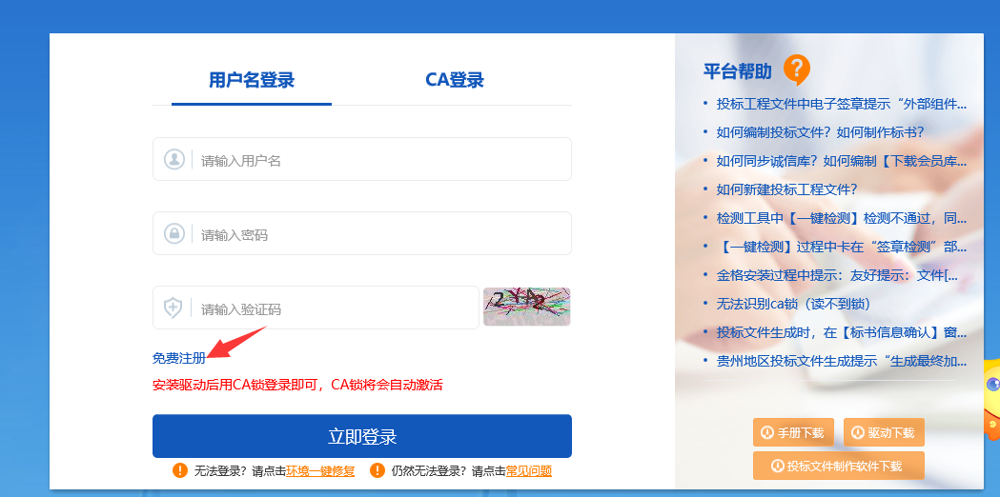 用户名登录
CA登录
请输入用户名
请输入密码
请输入验证码
2YA2
免费注册
安装驱动后用CA锁登录即可，CA锁将会自动激活
立即登录
无法登录？请点击环境一键修复
仍然无法登录？请点击常见问题
平台帮助
投标工程文件中电子签章提示“外部组件...
如何编制投标文件？如何制作标书？
如何同步诚信库？如何编制【下载会员库...
如何新建投标工程文件？
检测工具中【一键检测】检测不通过，同...
【一键检测】过程中卡在“签章检测”部...
金格安装过程中提示：友好提示：文件[...
无法识别ca锁（读不到锁）
投标文件生成时，在【标书信息确认】窗...
贵州地区投标文件生成提示“生成最终加...
手册下载
驱动下载
投标文件制作软件下载